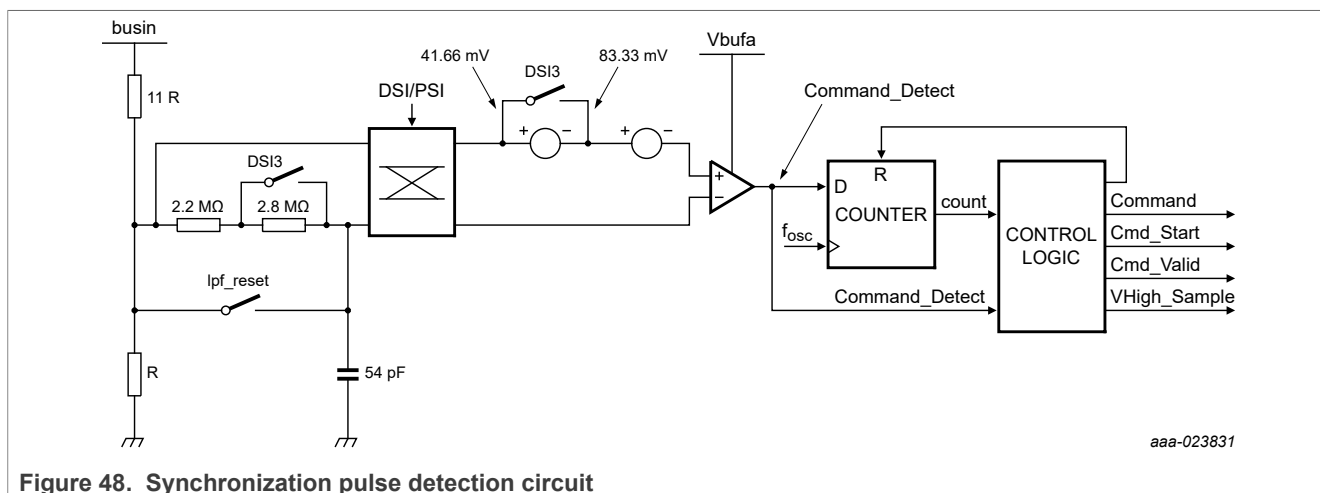 busin
11 R
41.66 mV
DSI3
83.33 mV
Vbufa
DSI/PSI
Command_Detect
DSI3
2.2 MΩ
2.8 MΩ
+
-
+
-
+
−
D
R
COUNTER
fosc
count
CONTROL
LOGIC
Command
Cmd_Start
Cmd_Valid
VHigh_Sample
Command_Detect
lpf_reset
R
54 pF
aaa-023831
Figure 48. Synchronization pulse detection circuit